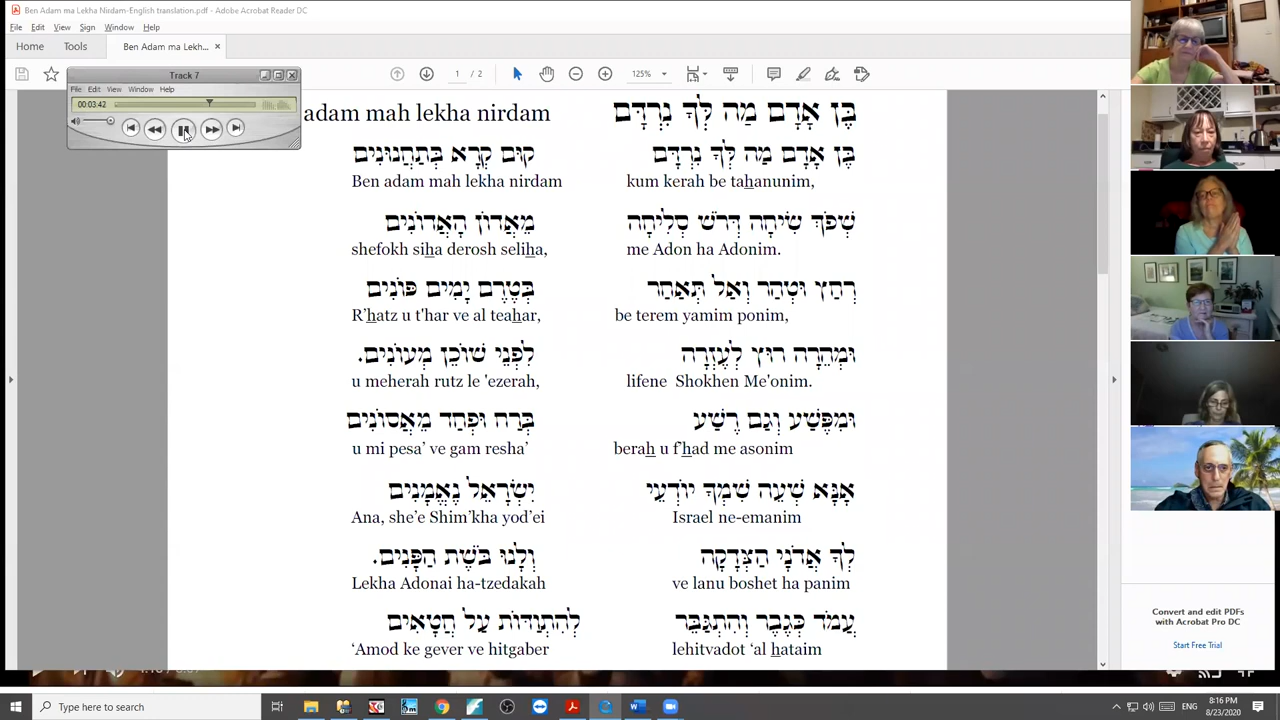 Ben Adam ma Lekha Nirdam-English translation.pdf - Adobe Acrobat Reader DC
File Edit View Sign Window Help
Home Tools Ben Adam ma Lekh... ×
1 / 2 125%
Track 7
File Edit View Window Help
00:03:42
adam mah lekha nirdam בֶּן אָדָם מַה לְּךָ נִרְדָּם
בֶּן אָדָם מַה לְּךָ נִרְדָּם קוּם קְרָא בְּתַחֲנוּנִים
Ben adam mah lekha nirdam kum kerah be tahanunim,
שְׁפֹךְ שִׂיחָה דְּרֹשׁ סְלִיחָה מֵאֲדוֹן הָאֲדוֹנִים
shefokh siha derosh seliha, me Adon ha Adonim.
רְחַץ וּטְהַר וְאַל תְּאַחַר בְּטֶרֶם יָמִים פּוֹנִים
R’hatz u t'har ve al teahar, be terem yamim ponim,
וּמְהֵרָה רוּץ לְעֶזְרָה לִפְנֵי שׁוֹכֵן מְעוֹנִים.
u meherah rutz le 'ezerah, lifene Shokhen Me'onim.
וּמִפֶּשַׁע וְגַם רֶשַׁע בְּרַח וּפְחַד מֵאֲסוֹנִים
u mi pesa’ ve gam resha’ berah u f’had me asonim
אָנָּא שְׁעֵה שִׁמְךָ יוֹדְעֵי יִשְׂרָאֵל נֶאֱמָנִים
Ana, she’e Shim’kha yod’ei Israel ne-emanim
לְךָ אֲדֹנָי הַצְּדָקָה וְלָנוּ בֹּשֶׁת הַפָּנִים.
Lekha Adonai ha-tzedakah ve lanu boshet ha panim
עֲמֹד כְּגֶבֶר וְהִתְגַּבֵּר לְהִתְוַדּוֹת עַל חֲטָאִים
‘Amod ke gever ve hitgaber lehitvadot ‘al hataim
Convert and edit PDFs
with Acrobat Pro DC
Start Free Trial
Type here to search
ENG
8:16 PM
8/23/2020